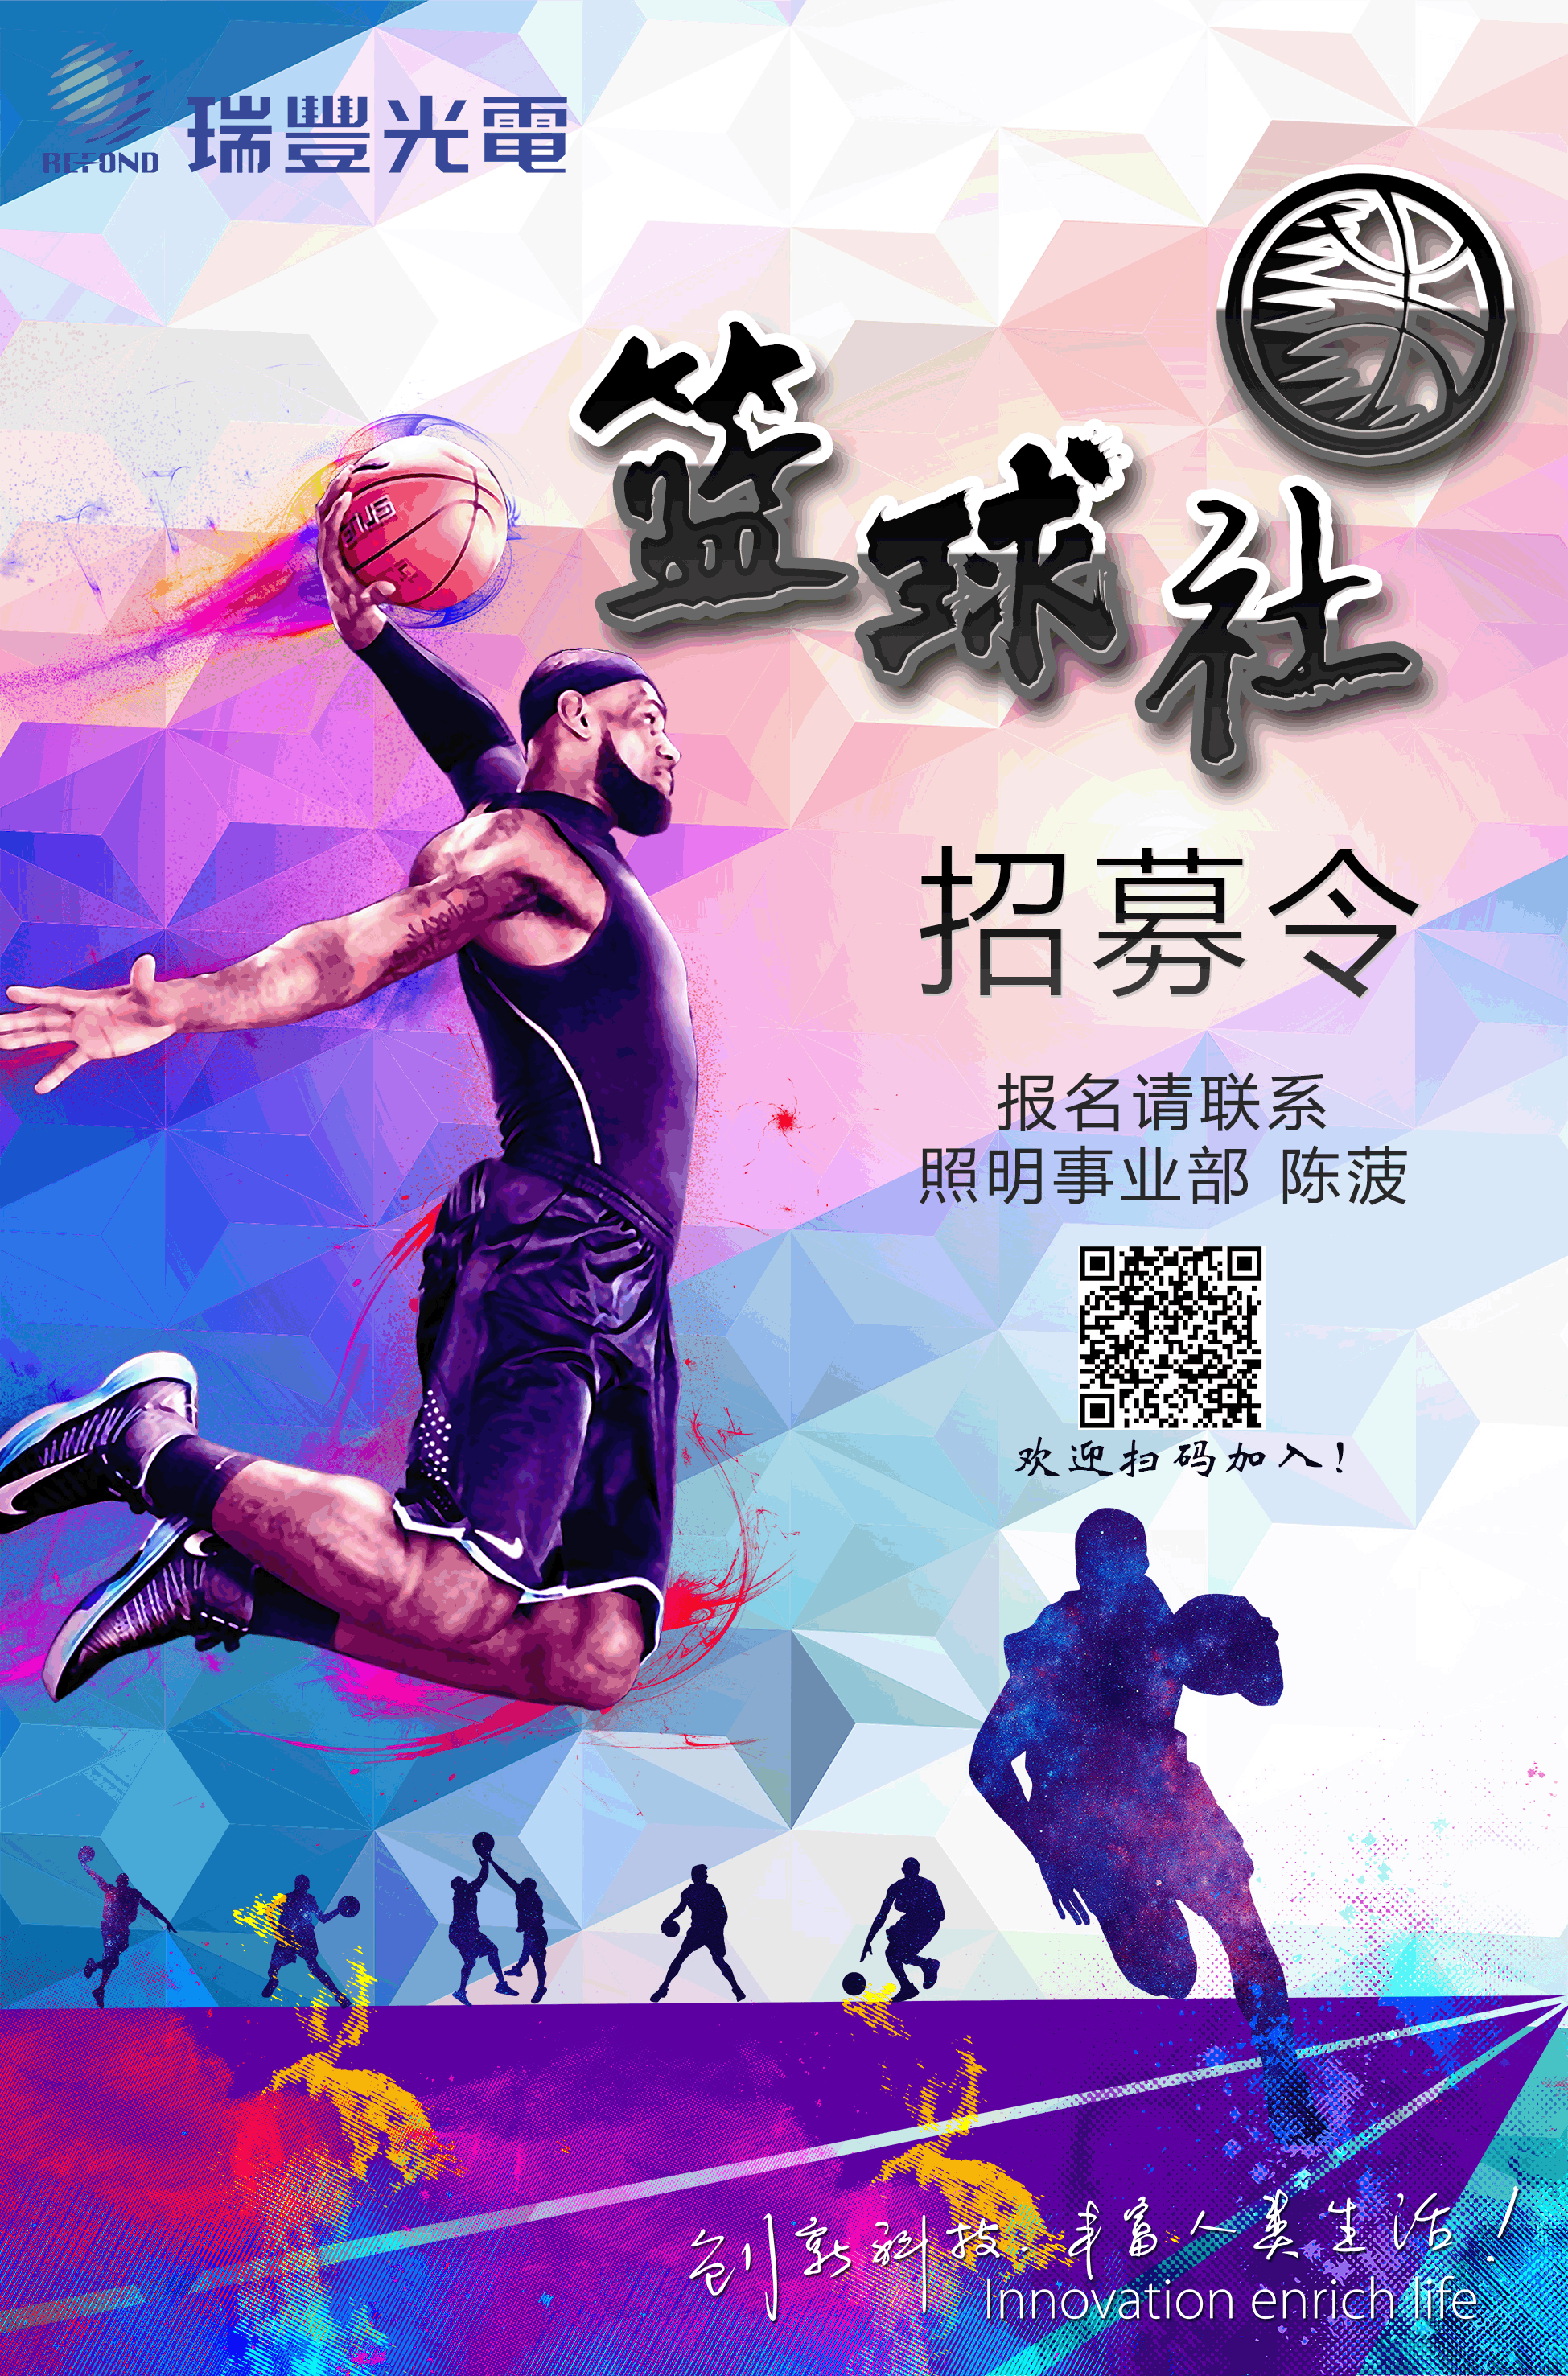 REFOND 瑞豐光電
篮球社
招募令
报名请联系
照明事业部 陈菠
欢迎扫码加入!
创新科技、丰富人类生活!
Innovation enrich life